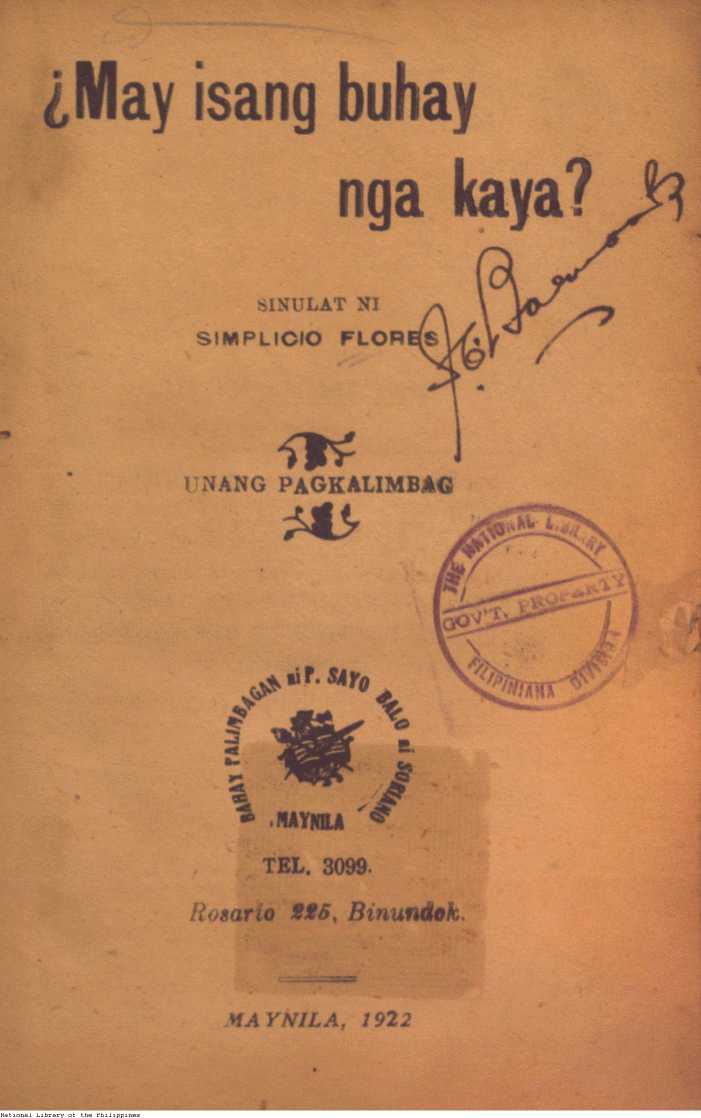 ¿May isang buhay
nga kaya?
SINULAT NI
SIMPLICIO FLORES
UNANG PAGKALIMBAG
THE NATIONAL LIBRARY
GOV'T. PROPERTY
FILIPINIANA DIVISION
BAHAY PALIMBAGAN ni P. SAYO BALO ni SORIANO
MAYNILA
TEL. 3099.
Rosario 225, Binundok.
MAYNILA, 1922
National Library of the Philippines